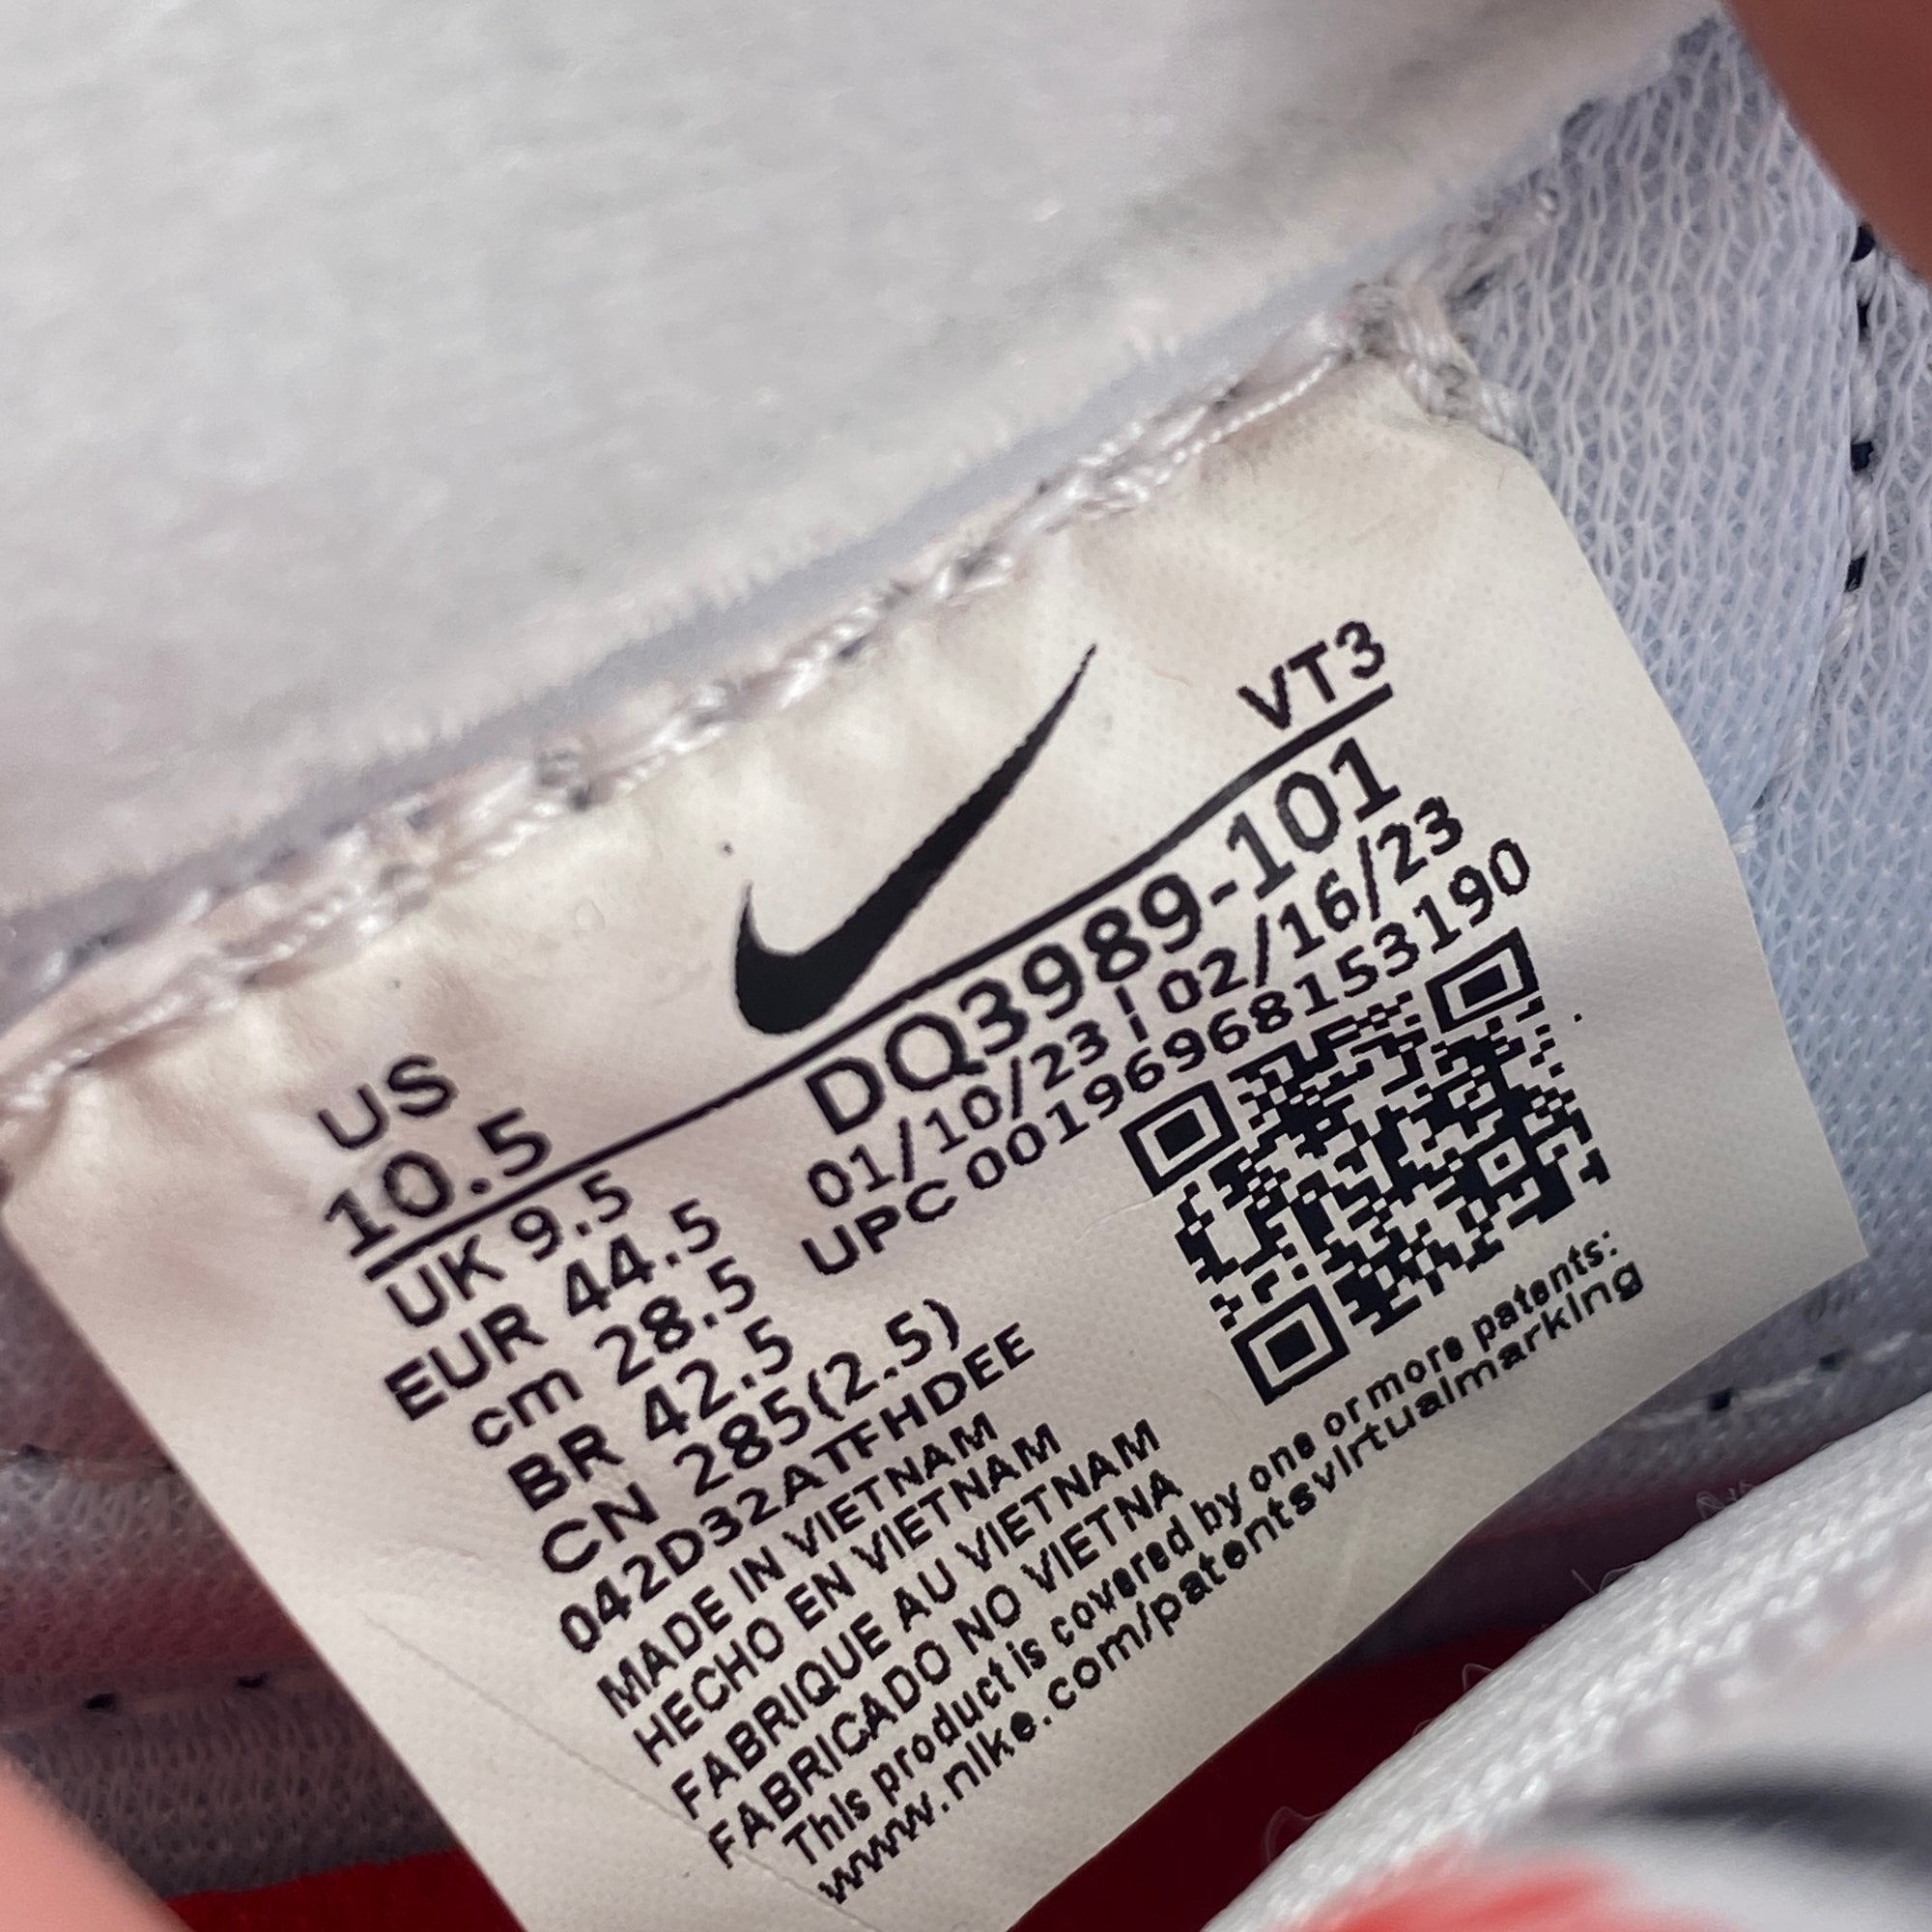 VT3
US
10.5
UK 9.5
EUR 44.5
cm 28.5
BR 42.5
CN 285(2.5)
042D32ATFHDEE
DQ3989-101
01/10/23 | 02/16/23
UPC 00196968153190
MADE IN VIETNAM
HECHO EN VIETNAM
FABRIQUE AU VIETNAM
FABRICADO NO VIETNA
This product is covered by one or more patents:
www.nike.com/patentsvirtualmarking